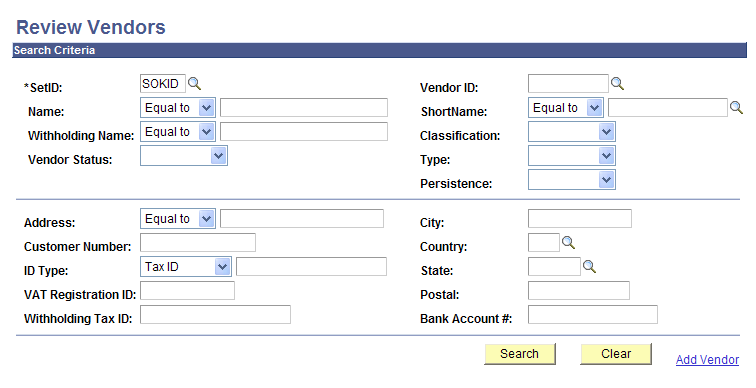 Review Vendors
Search Criteria
*SetID: SOKID Vendor ID:
Name: Equal to ShortName: Equal to
Withholding Name: Equal to Classification:
Vendor Status: Type:
Persistence:
Address: Equal to City:
Customer Number: Country:
ID Type: Tax ID State:
VAT Registration ID: Postal:
Withholding Tax ID: Bank Account #:
Search Clear Add Vendor